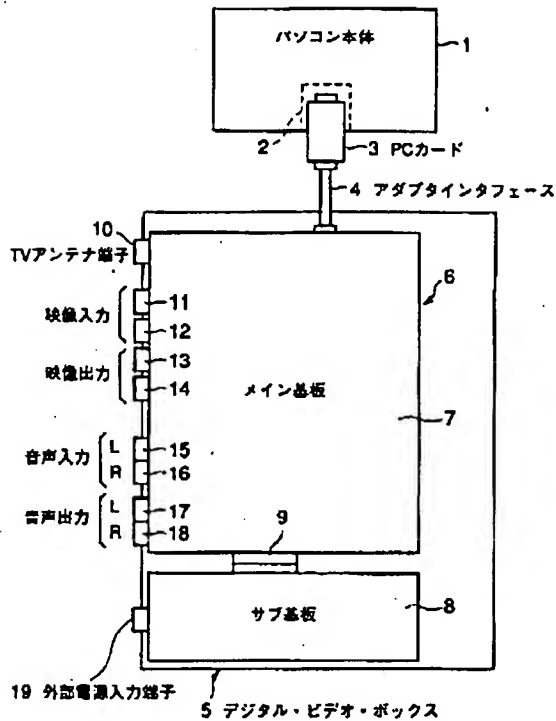 パソコン本体
1
2
3 PCカード
4 アダプタインタフェース
10
TVアンテナ端子
6
映像入力
11
12
映像出力
13
14
メイン基板
7
音声入力
L
15
R
16
音声出力
L
17
R
18
9
サブ基板
8
19 外部電源入力端子
5 デジタル・ビデオ・ボックス